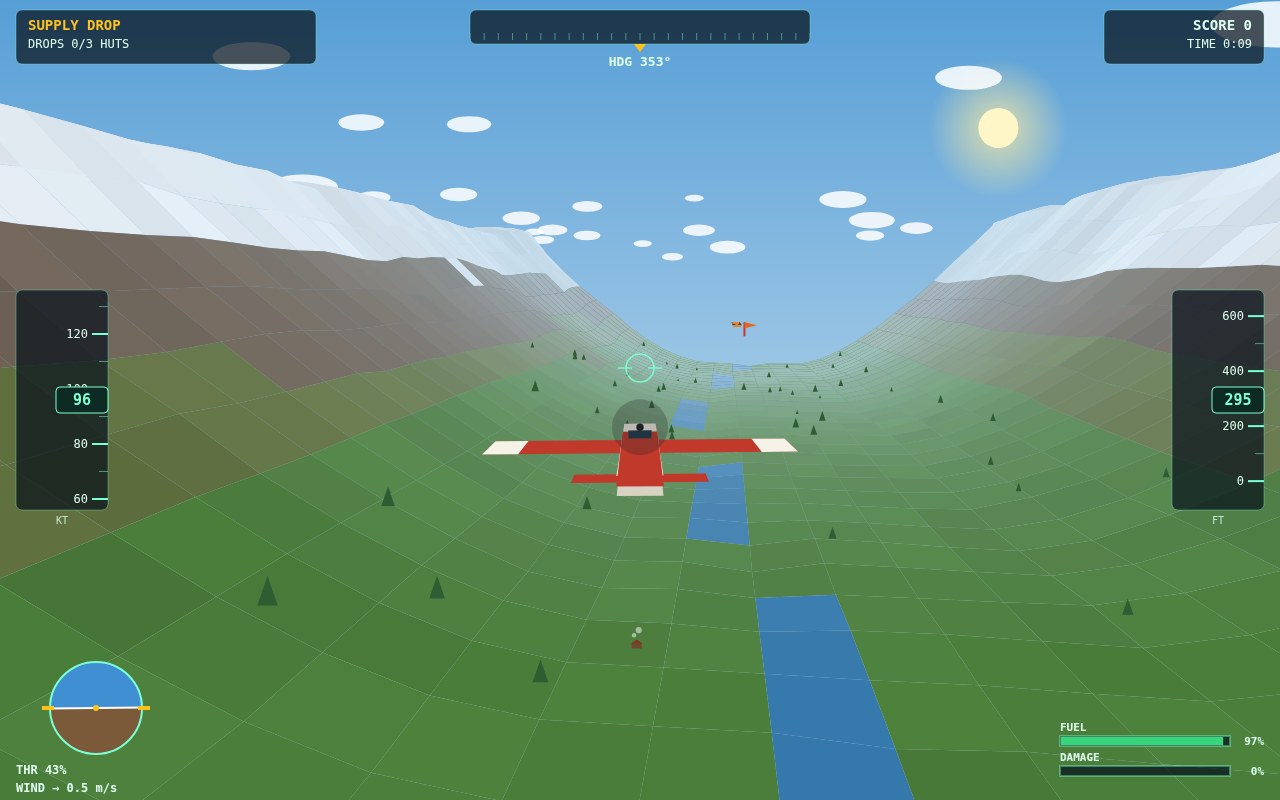 SUPPLY DROP
DROPS 0/3 HUTS
HDG 353°
SCORE 0
TIME 0:09
120
96
80
60
KT
600
400
295
200
0
FT
THR 43%
WIND → 0.5 m/s
FUEL
97%
DAMAGE
0%